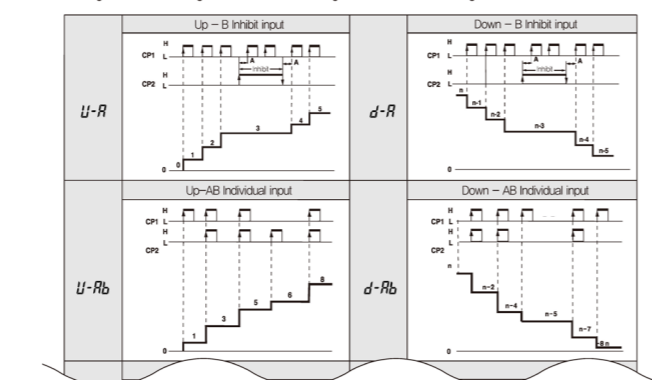 Up – B Inhibit input
Down – B Inhibit input
U-A
CP1
H
L
A
Inhibit
A
CP2
H
L
0
1
2
3
4
5
0
d-A
CP1
H
L
A
Inhibit
A
CP2
H
L
n
n-1
n-2
n-3
n-4
n-5
0
Up–AB Individual input
Down – AB Individual input
U-Ab
CP1
H
L
CP2
H
L
1
3
5
6
8
0
d-Ab
CP1
H
L
CP2
H
L
n
n-2
n-4
n-5
n-7
0